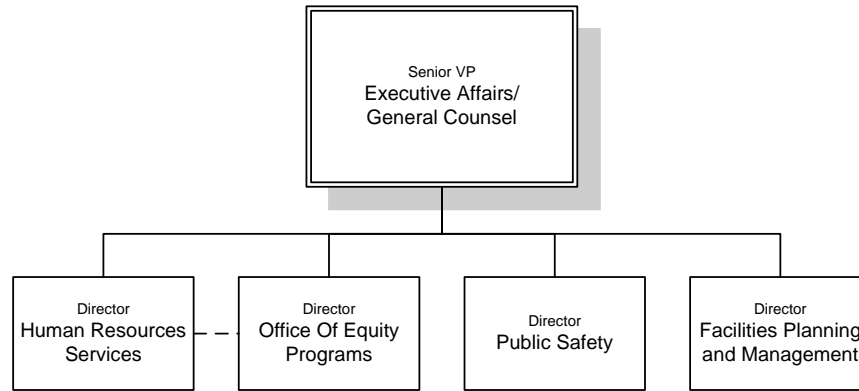 Senior VP
Executive Affairs/
General Counsel
Director
Human Resources
Services
Director
Office Of Equity
Programs
Director
Public Safety
Director
Facilities Planning
and Management